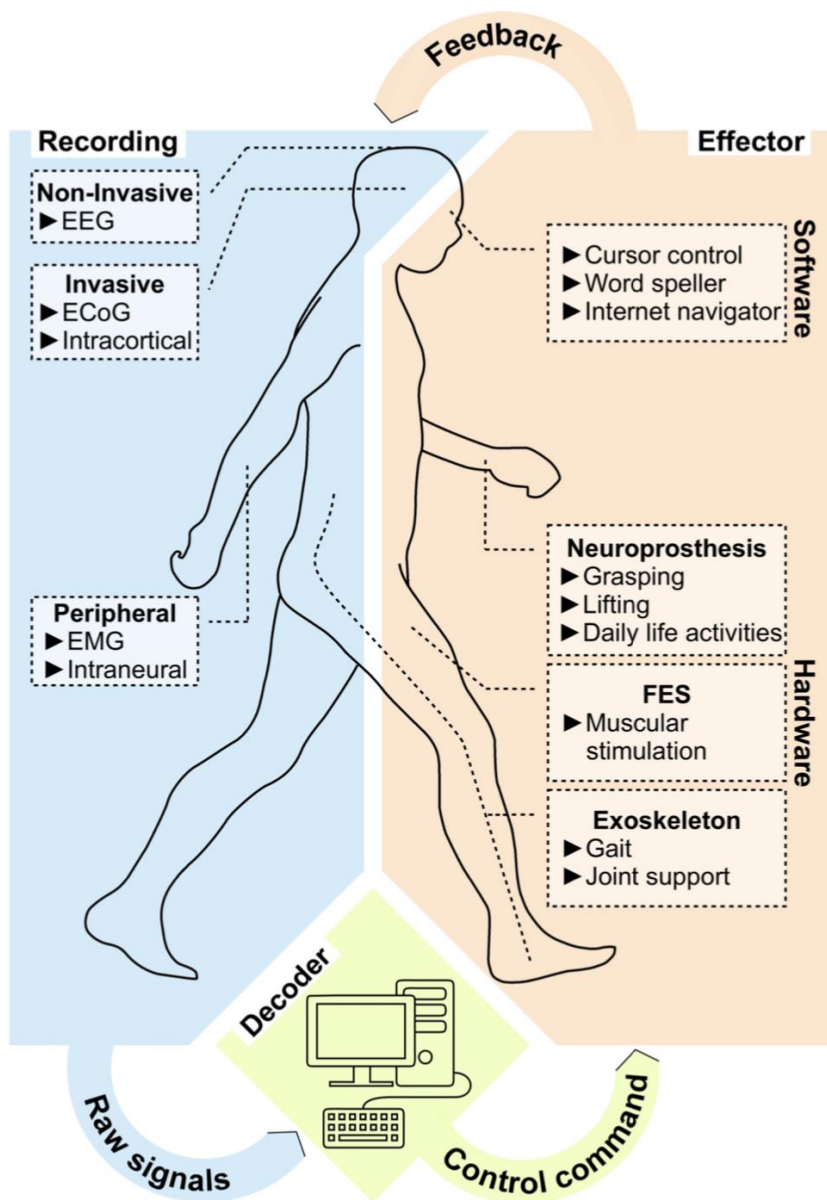 Feedback
Recording
Non-Invasive
►EEG
Invasive
►ECoG
►Intracortical
Peripheral
►EMG
►Intraneural
Effector
►Cursor control
►Word speller
►Internet navigator
Software
Neuroprosthesis
►Grasping
►Lifting
►Daily life activities
FES
►Muscular
stimulation
Exoskeleton
►Gait
►Joint support
Hardware
Decoder
Raw signals
Control command